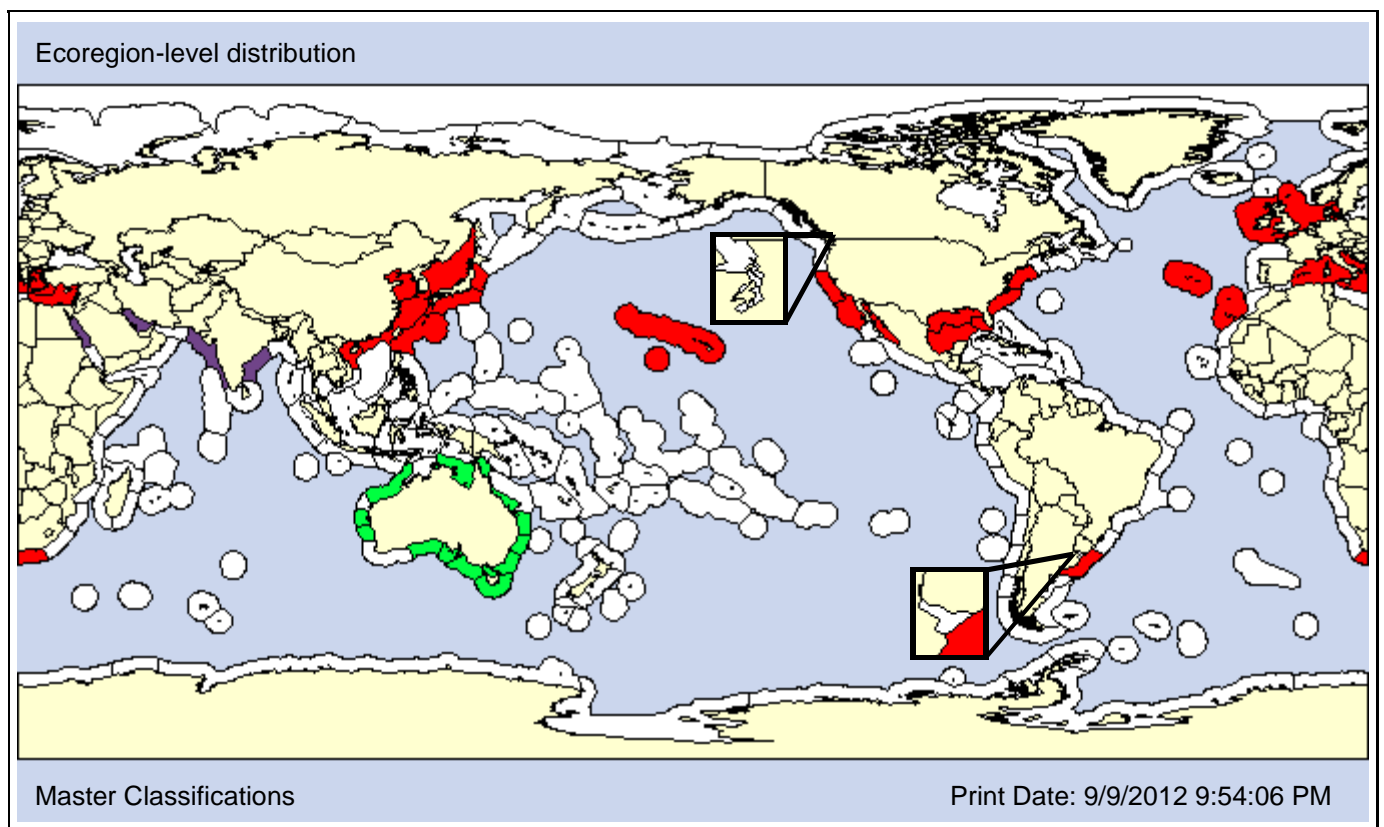 Ecoregion-level distribution
Master Classifications
Print Date: 9/9/2012 9:54:06 PM